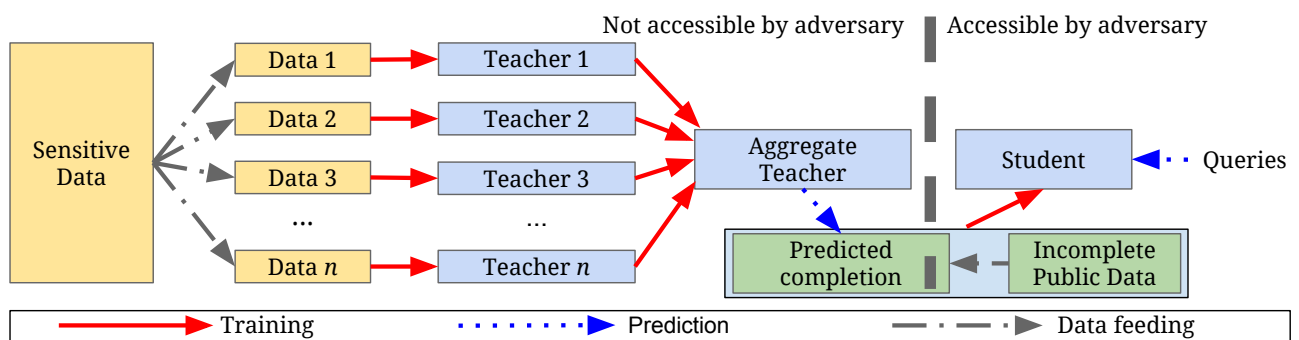 Not accessible by adversary
Accessible by adversary
Sensitive
Data
Data 1
Data 2
Data 3
...
Data n
Teacher 1
Teacher 2
Teacher 3
...
Teacher n
Aggregate
Teacher
Student
Queries
Predicted
completion
Incomplete
Public Data
Training
Prediction
Data feeding